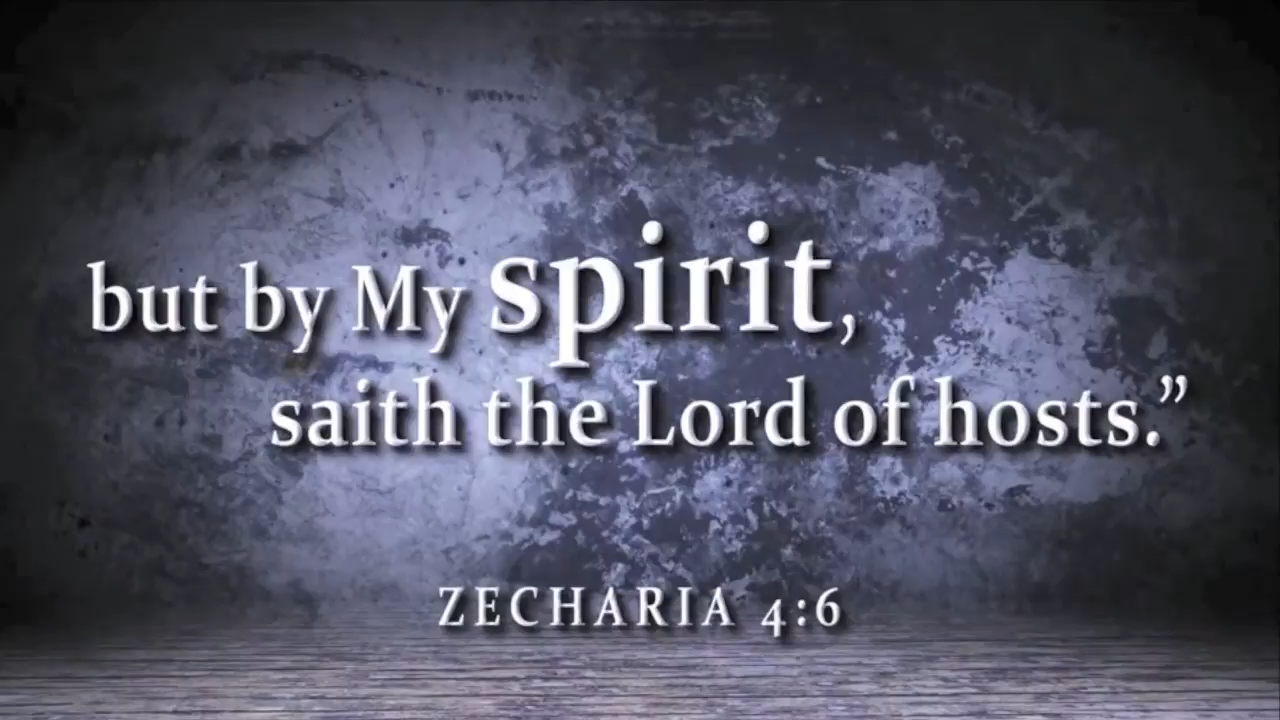 but by My spirit,
saith the Lord of hosts.”
ZECHARIA 4:6